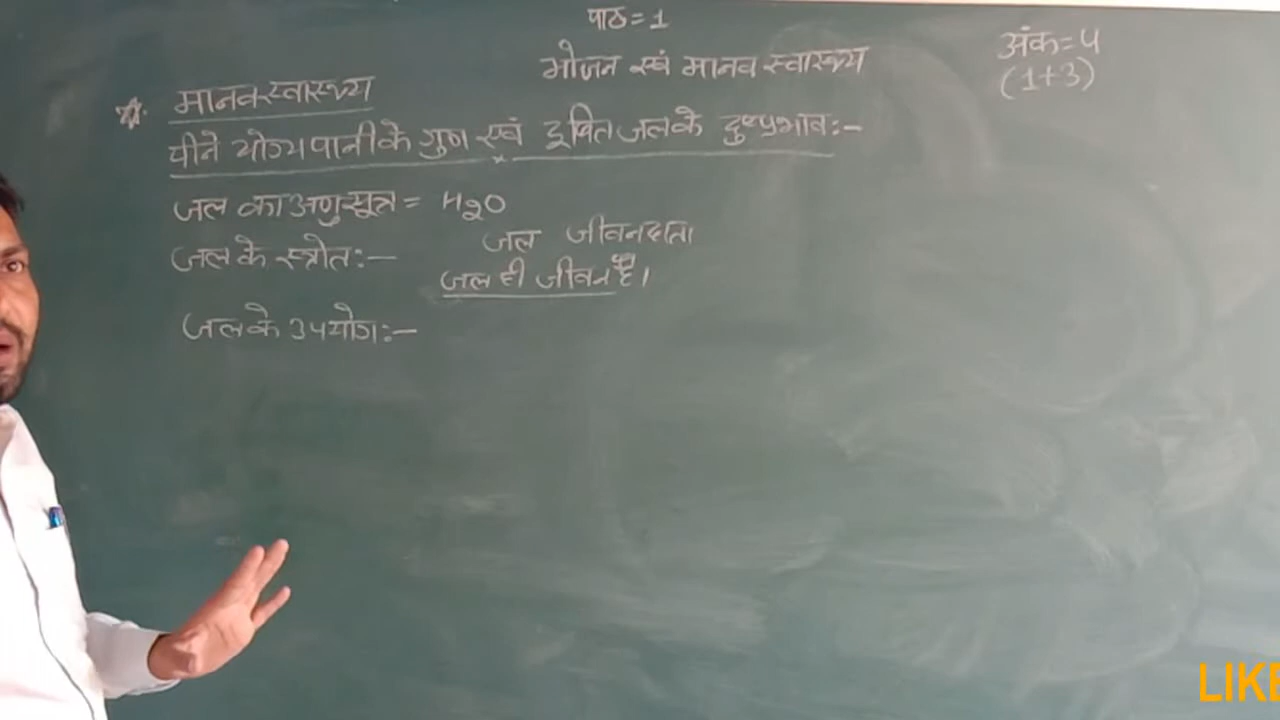 पाठ = 1
भोजन एवं मानव स्वास्थ्य
अंक = 4
(1+3)
मानव स्वास्थ्य
पीने योग्य पानी के गुण एवं दूषित जल के दुष्प्रभाव :-
जल का अणुसूत्र = H2O
जल के स्त्रोत :-
जल जीवनदाता
जल ही जीवन है।
जल के उपयोग :-
LIKE